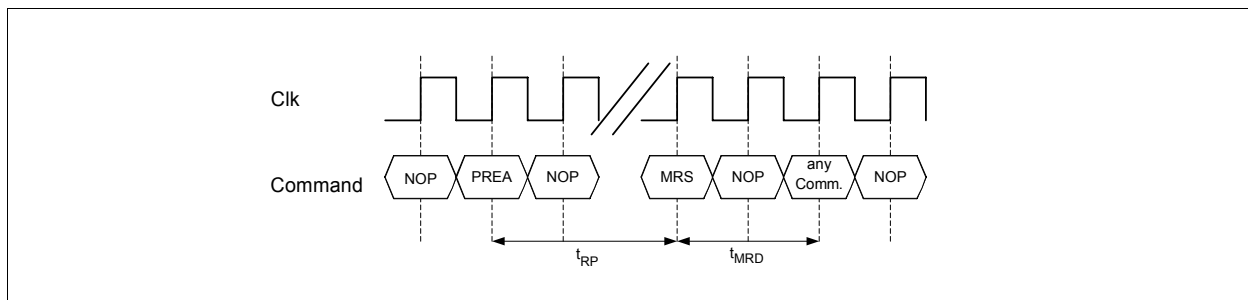 Clk
Command
NOP
PREA
NOP
MRS
NOP
any
Comm.
NOP
tRP
tMRD